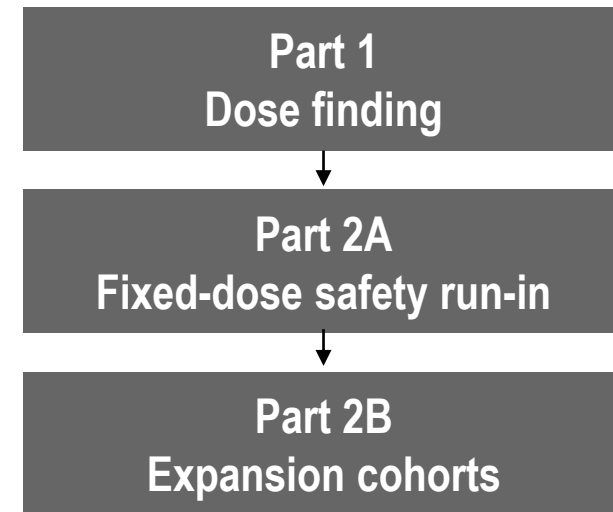 Part 1
Dose finding
Part 2A
Fixed-dose safety run-in
Part 2B
Expansion cohorts